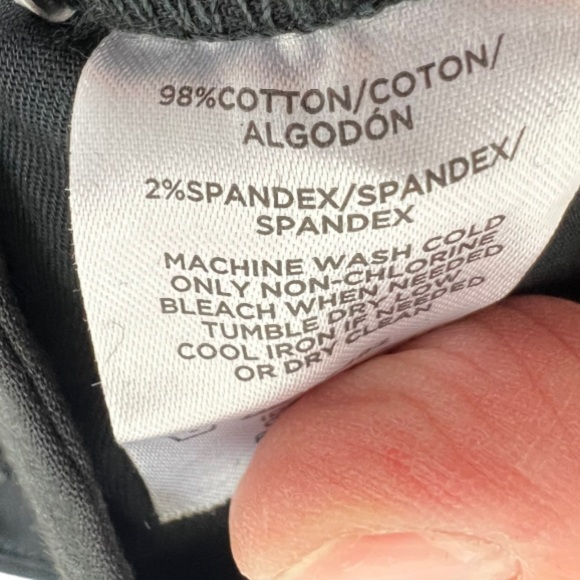 98%COTTON/COTON/
ALGODÓN
2%SPANDEX/SPANDEX/
SPANDEX
MACHINE WASH COLD
ONLY NON-CHLORINE
BLEACH WHEN NEEDED
TUMBLE DRY LOW
COOL IRON IF NEEDED
OR DRY CLEAN